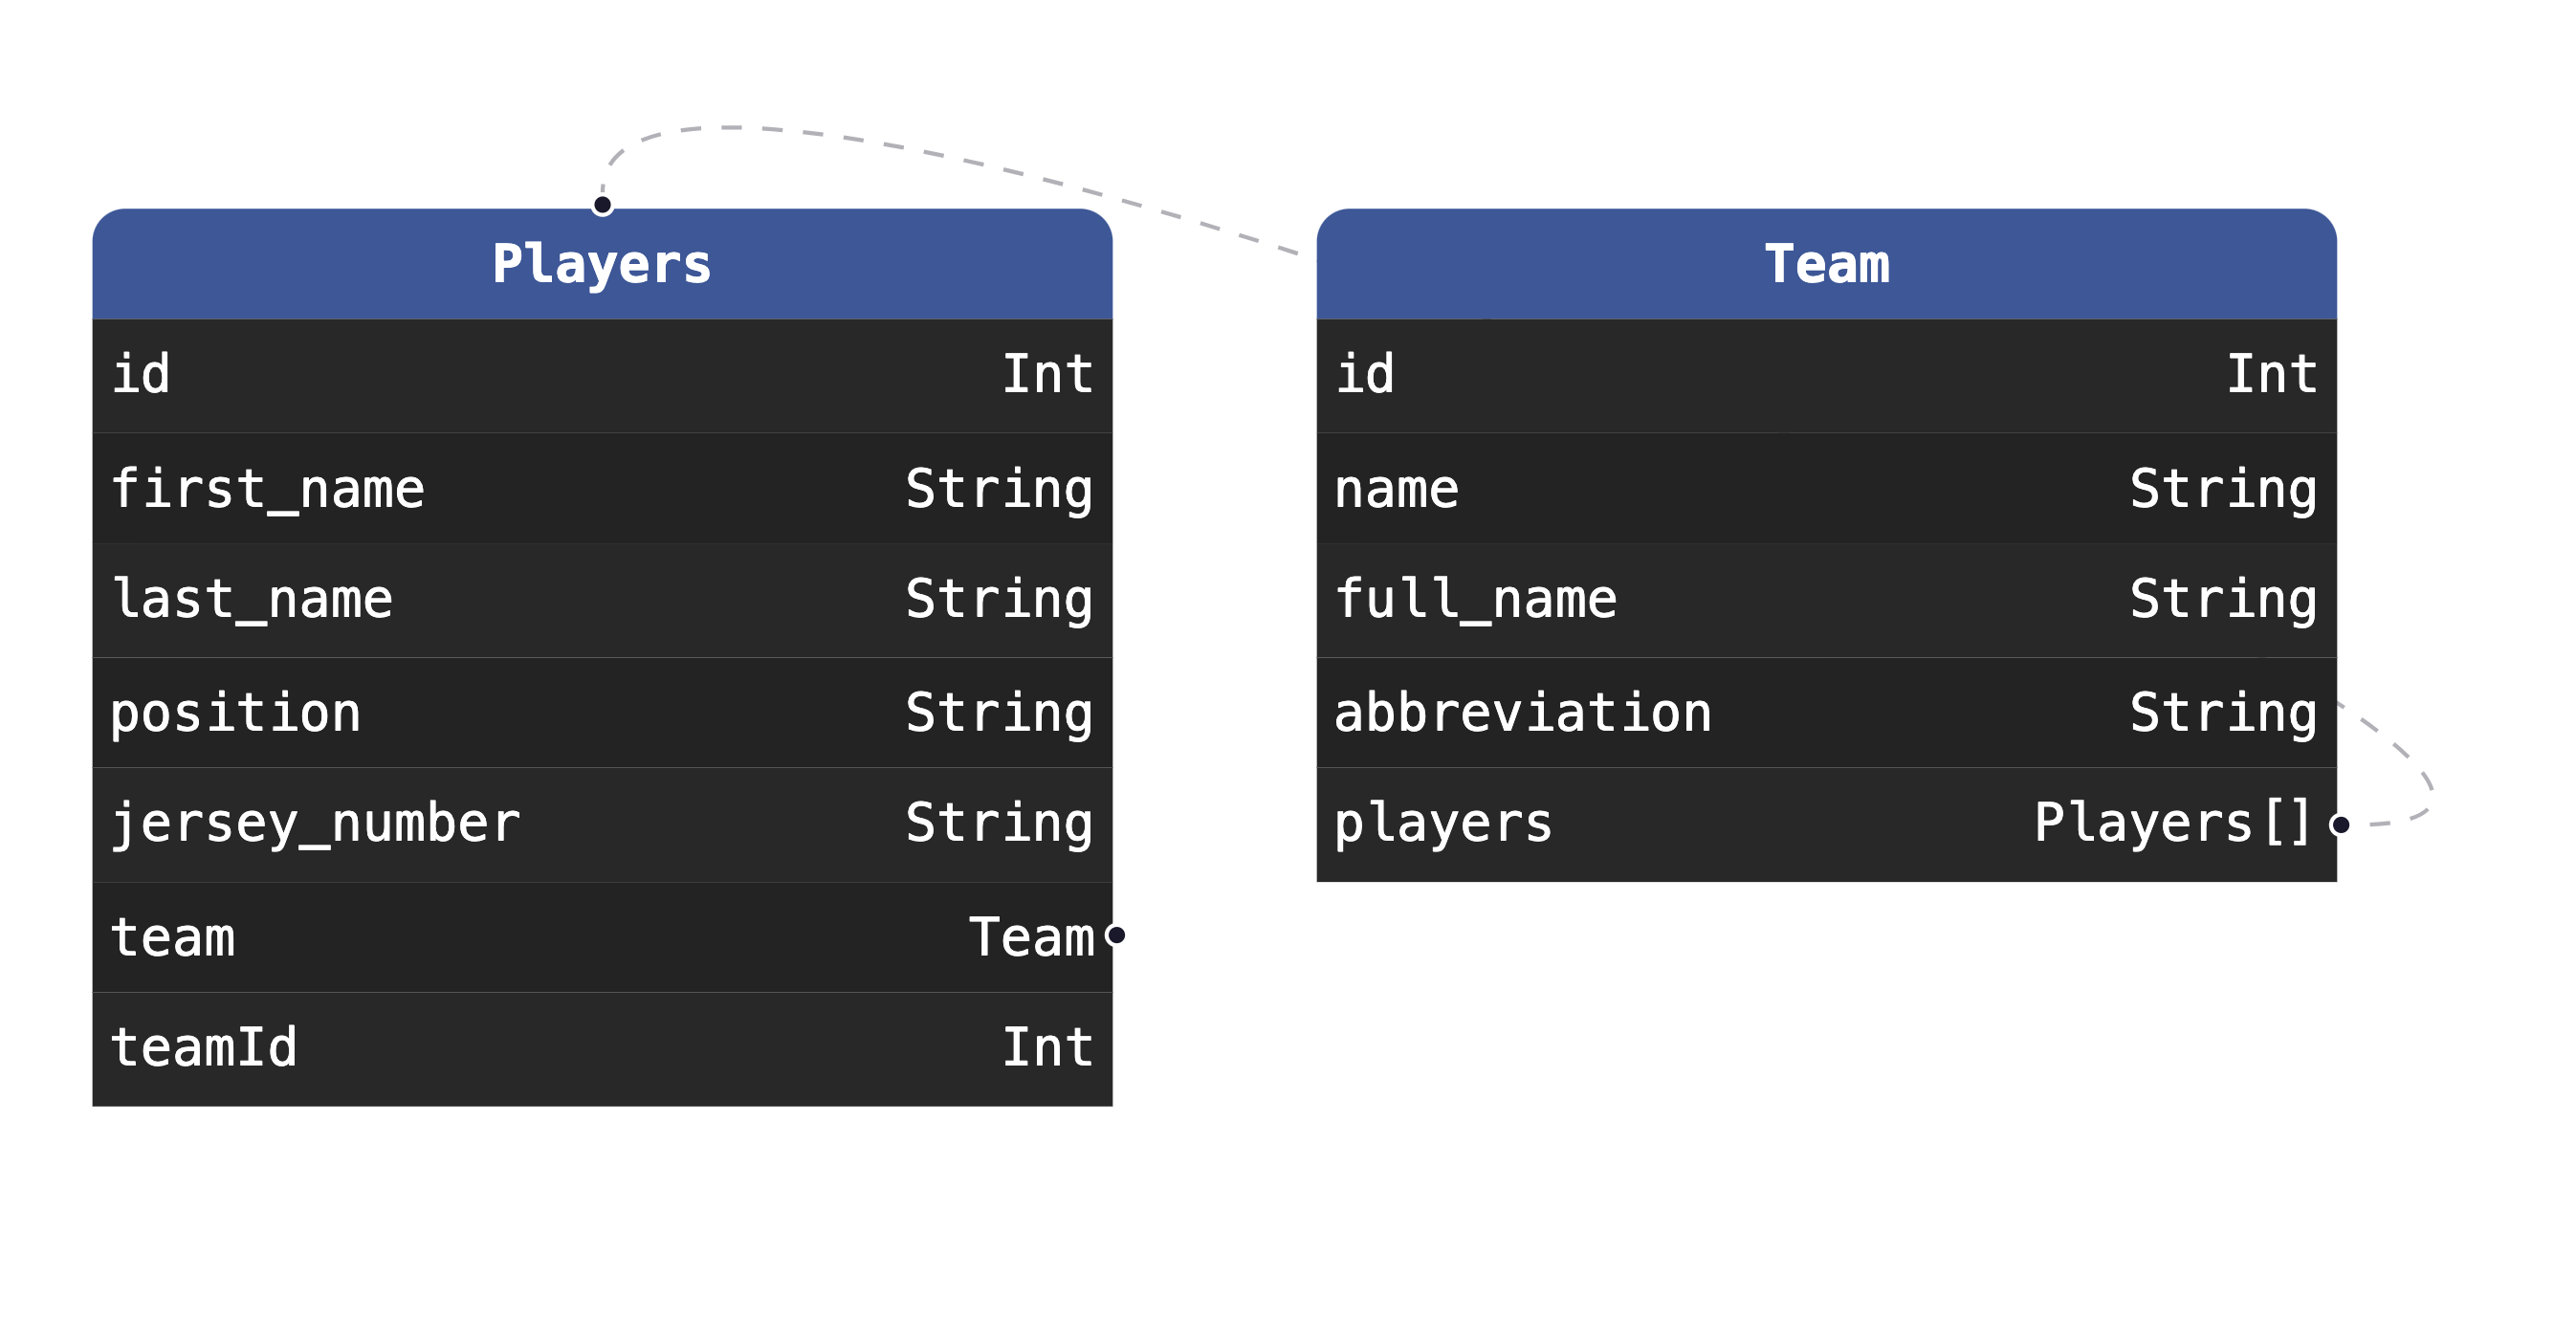 Players
id Int
first_name String
last_name String
position String
jersey_number String
team Team
teamId Int
Team
id Int
name String
full_name String
abbreviation String
players Players[]